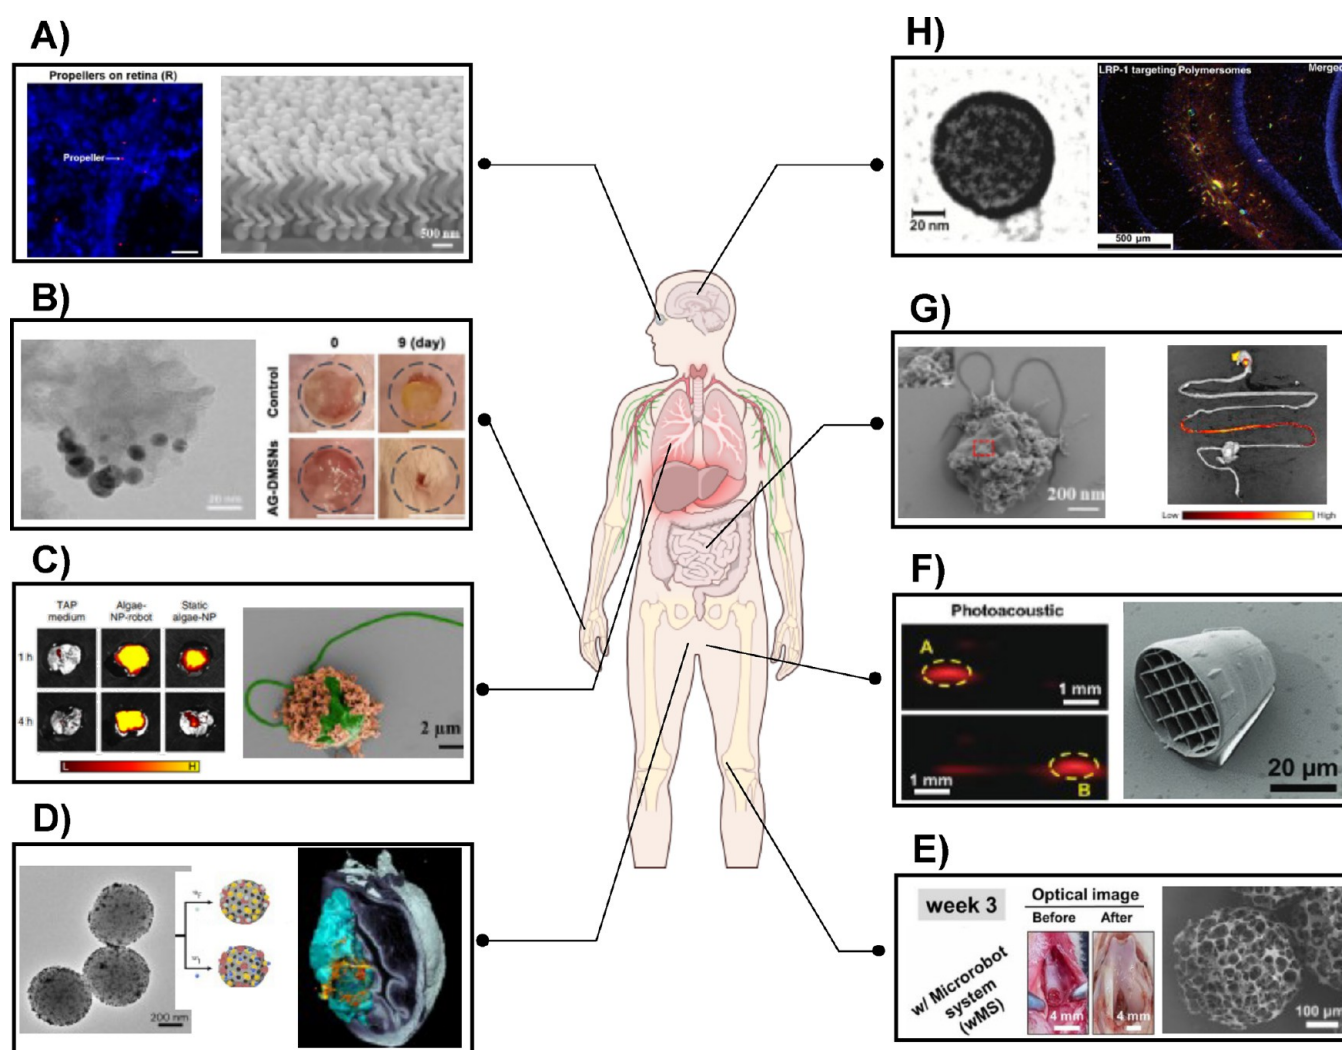 A)
Propellers on retina (R)
Propeller
500 nm
B)
0 9 (day)
Control
AG-DMSNs
20 nm
C)
TAP medium
Algae-NP-robot
Static algae-NP
1 h
4 h
L H
2 µm
D)
200 nm
H)
20 nm
LRP-1 targeting Polymersomes Merged
500 µm
G)
200 nm
Low High
F)
Photoacoustic
A
1 mm
1 mm
B
20 µm
E)
week 3
Optical image
Before After
w/ Microrobot
system
(wMS)
4 mm
4 mm
100 µm